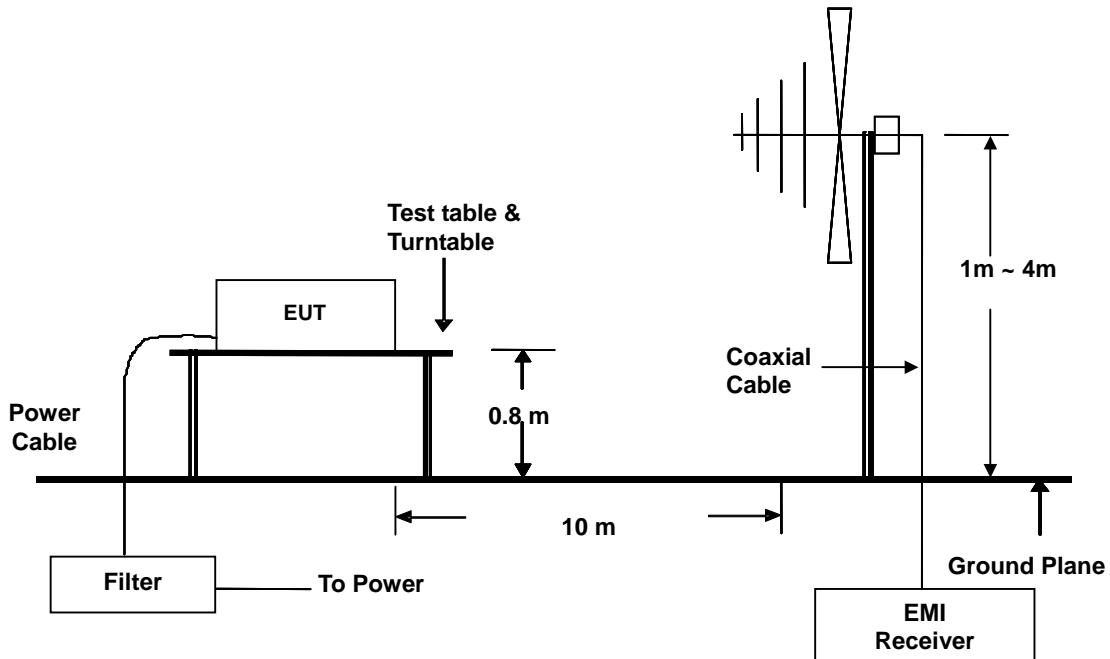 Test table &
Turntable
EUT
1m ~ 4m
Coaxial
Cable
0.8 m
Power
Cable
10 m
Ground Plane
Filter
To Power
EMI
Receiver